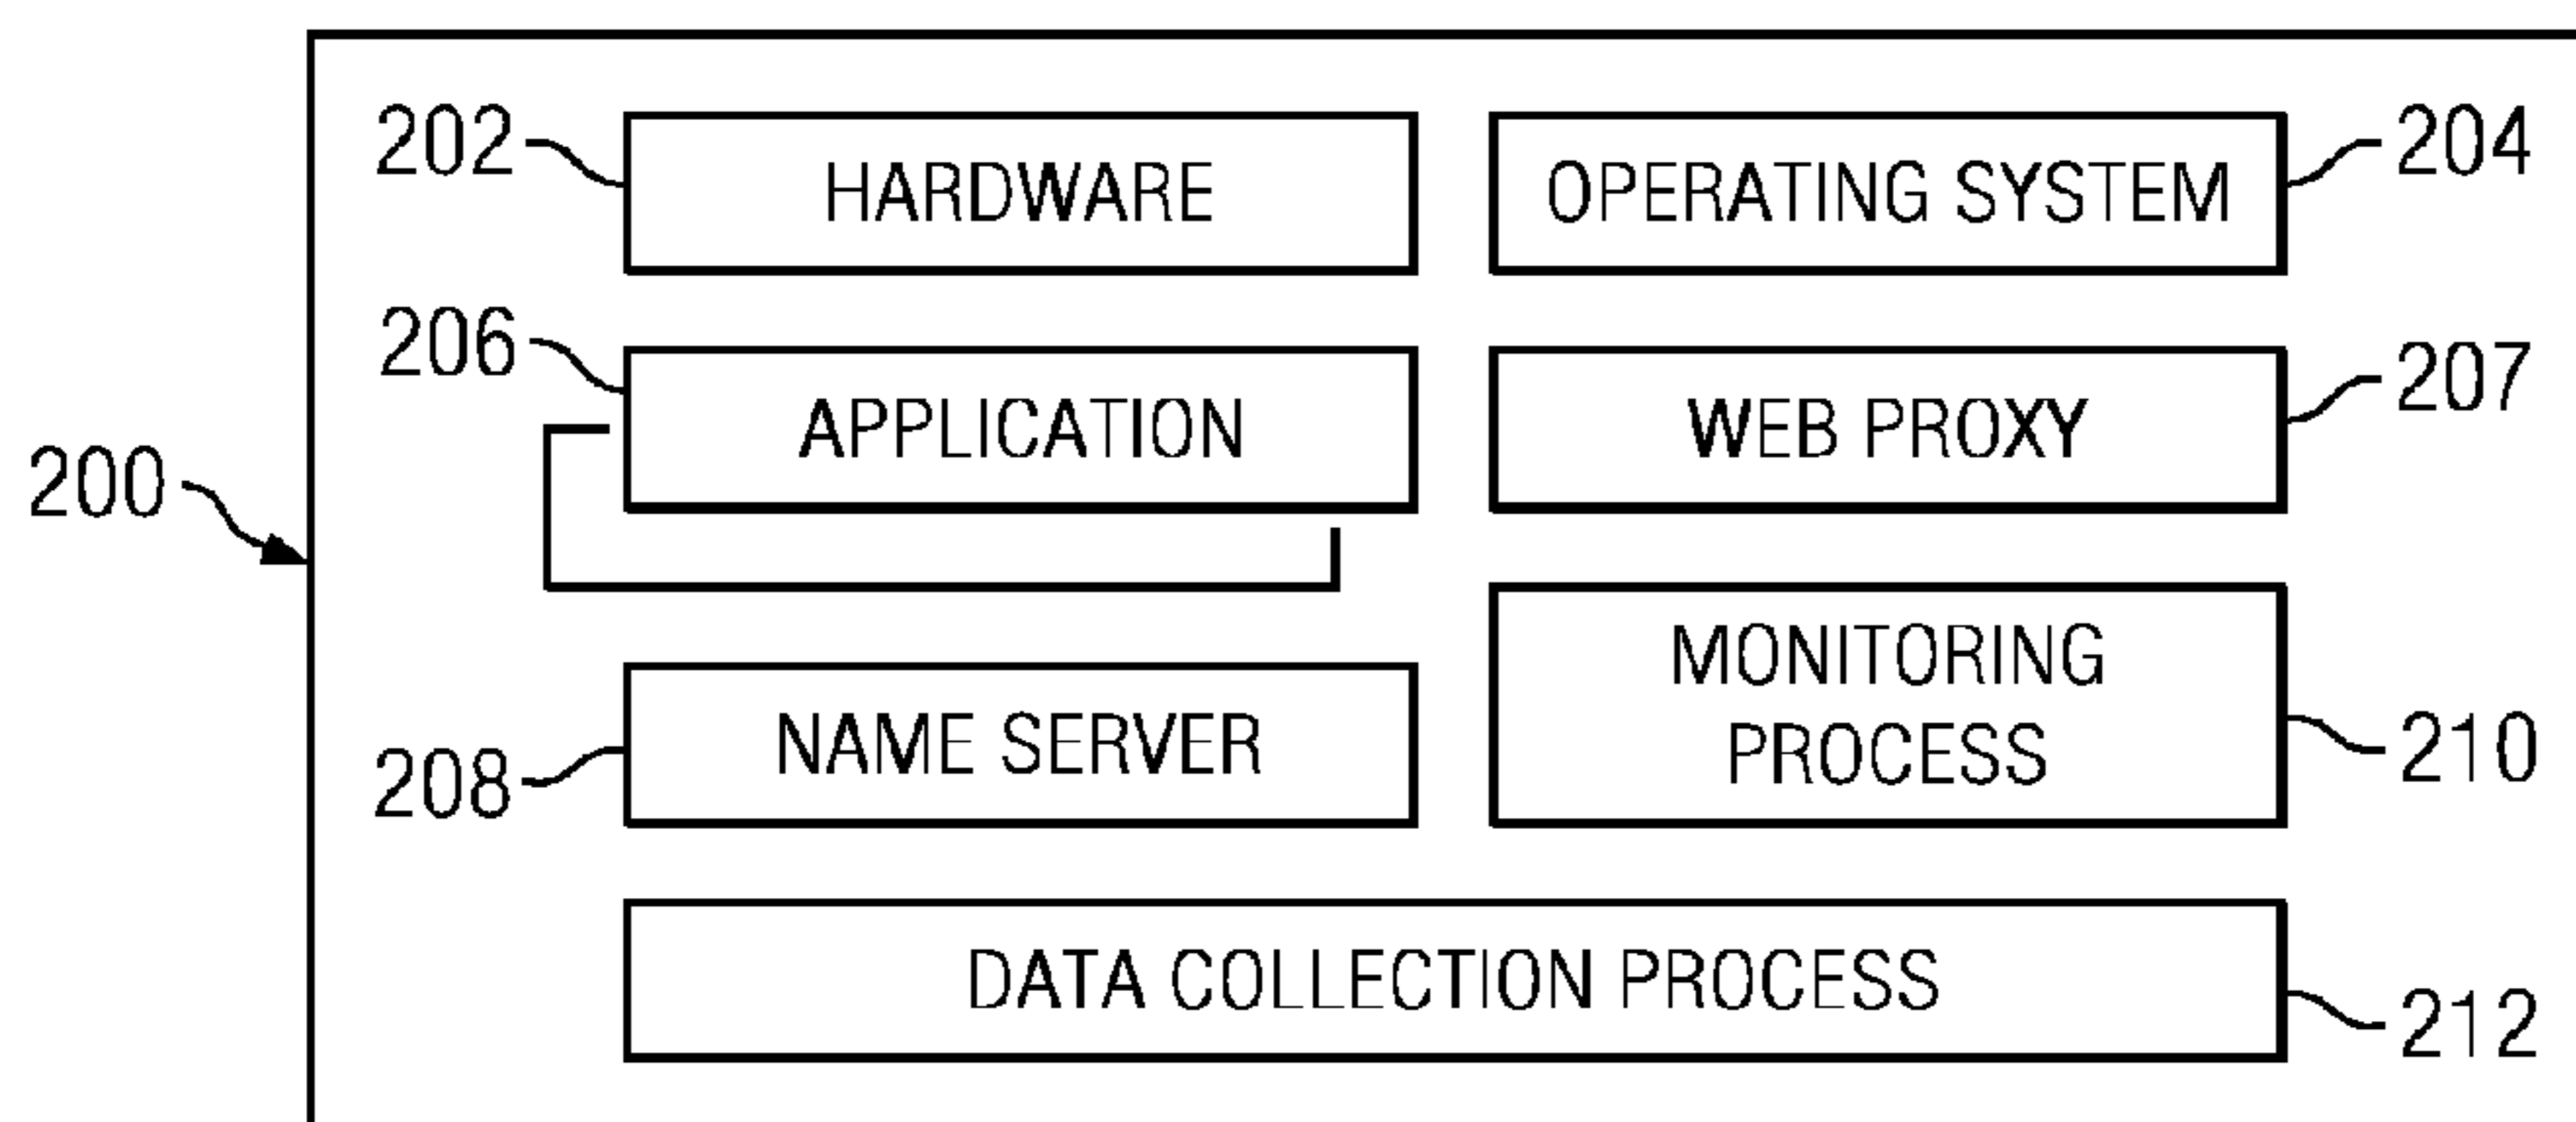 202 HARDWARE OPERATING SYSTEM 204
206 APPLICATION WEB PROXY 207
200
208 NAME SERVER MONITORING
PROCESS 210
DATA COLLECTION PROCESS 212